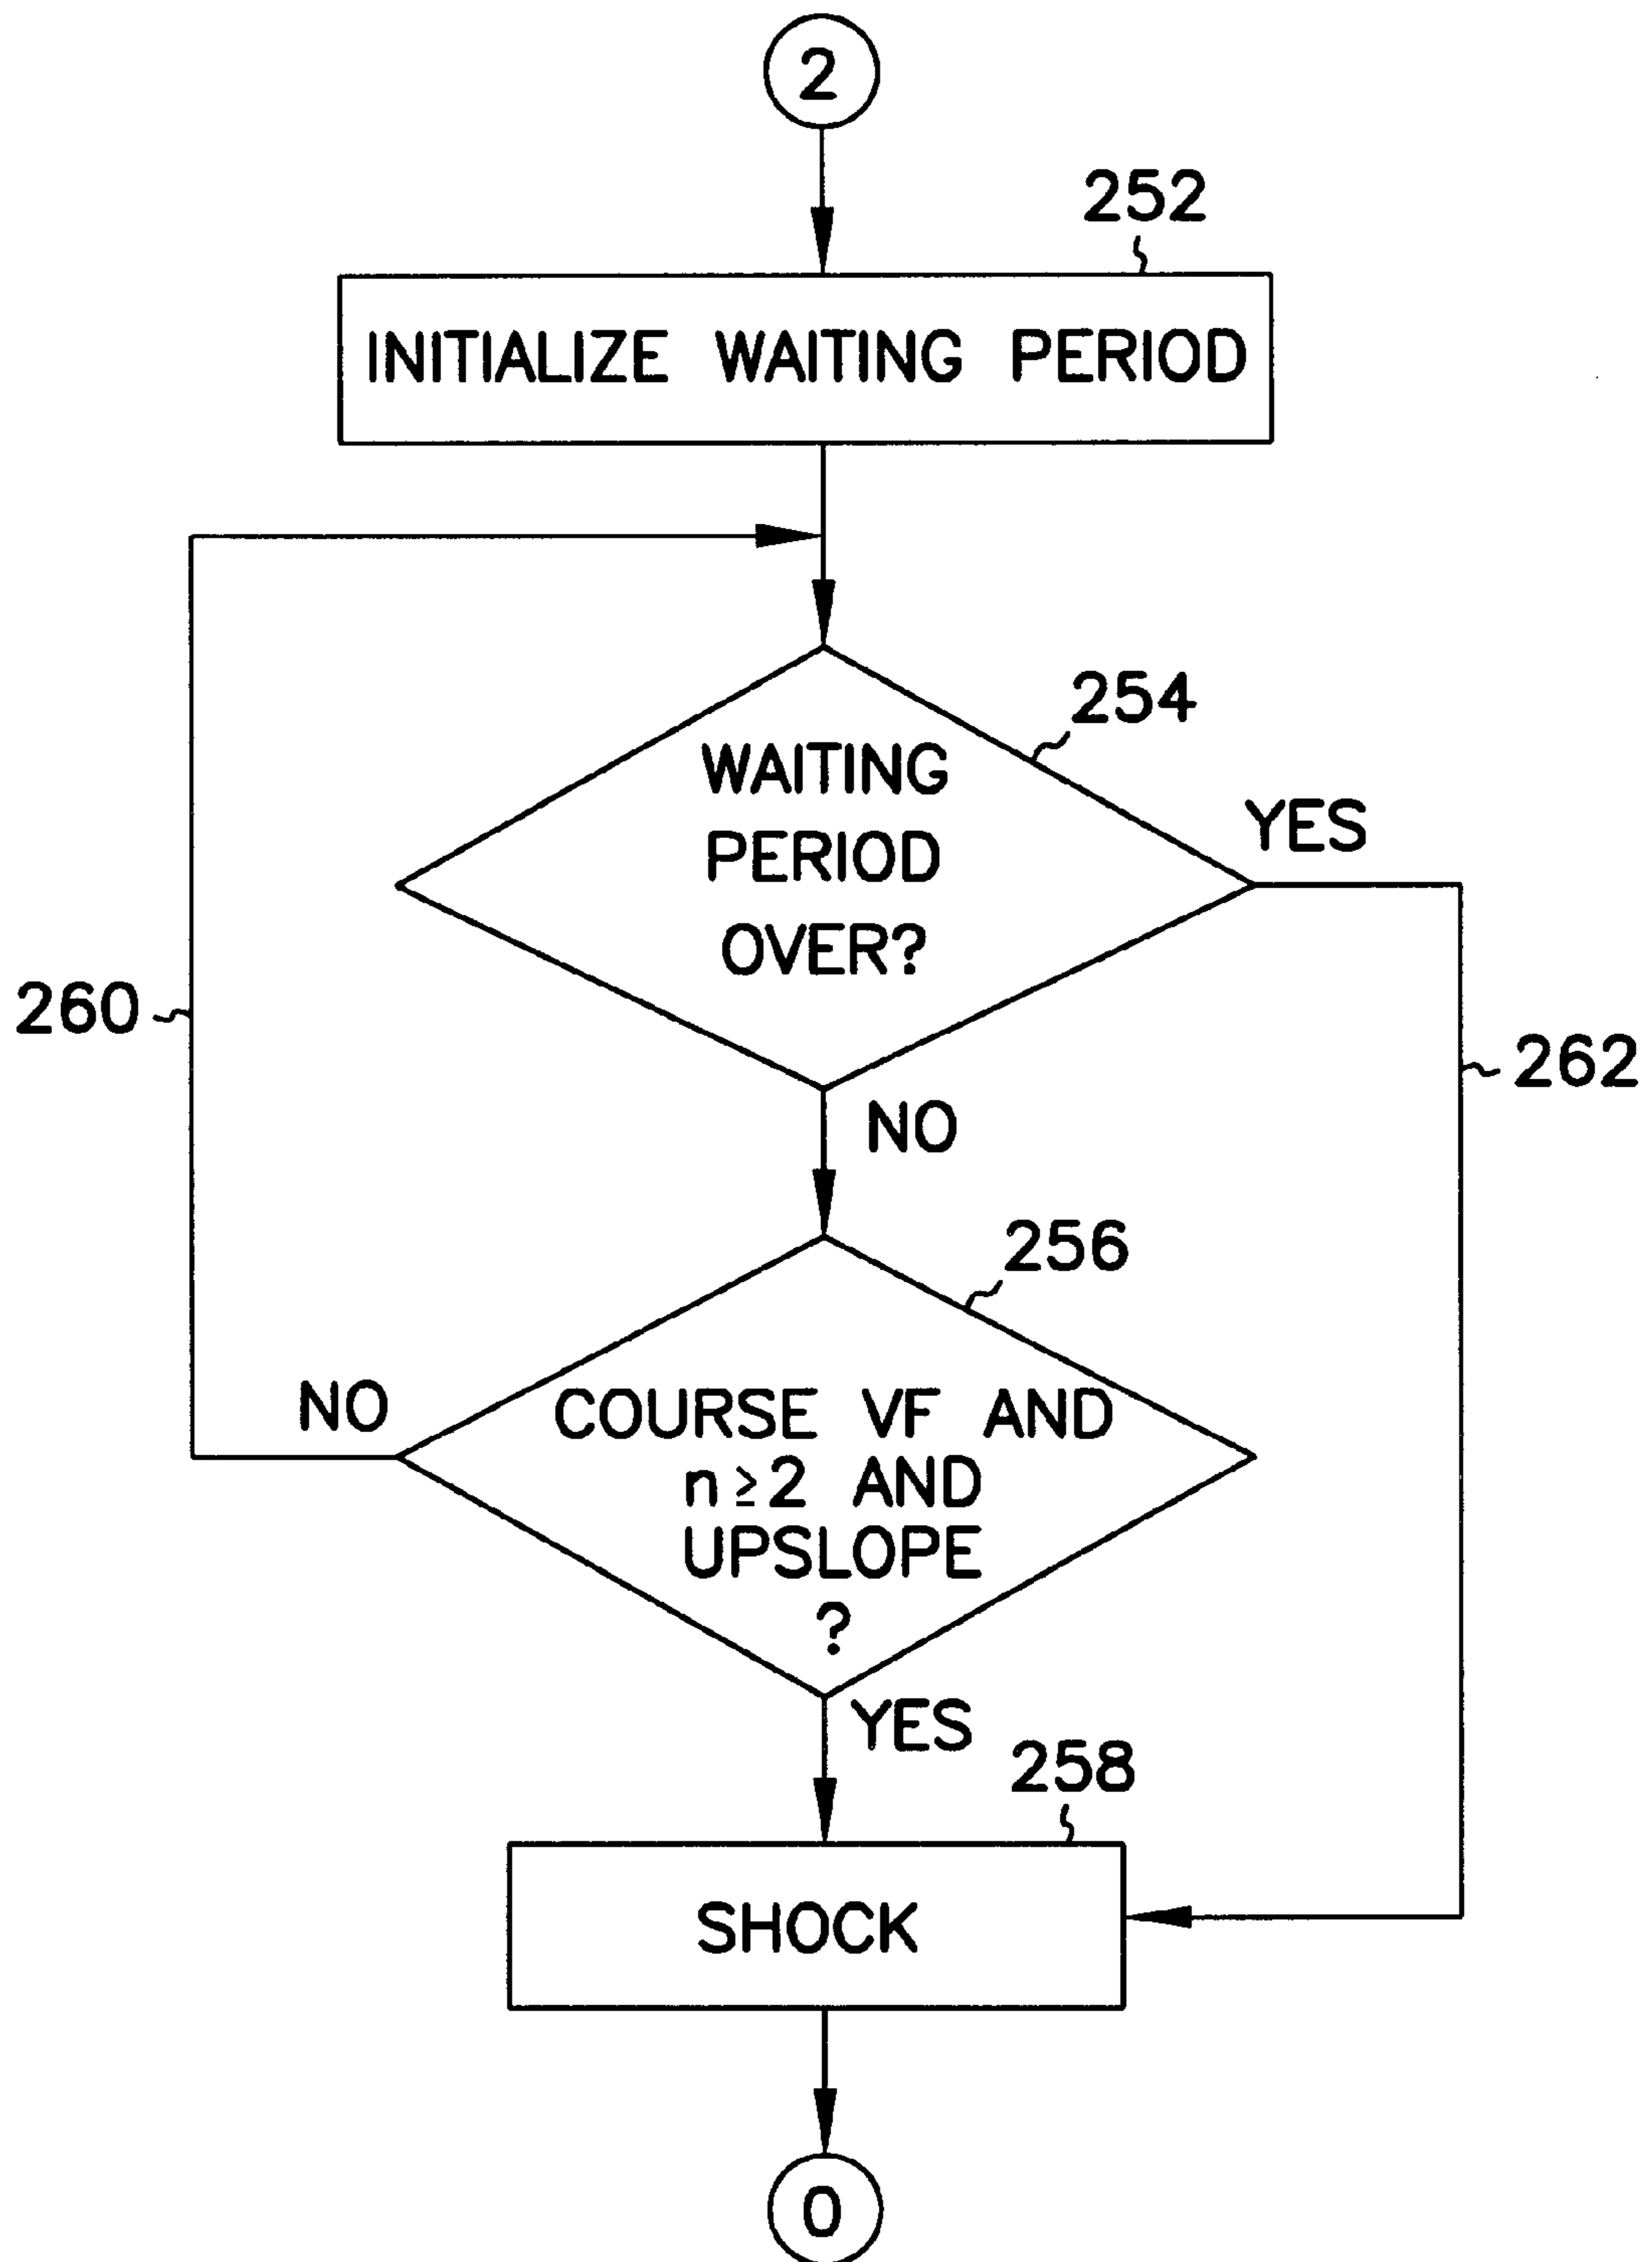 2
252
INITIALIZE WAITING PERIOD
254
WAITING
PERIOD
OVER?
YES
260
262
NO
256
NO
COURSE VF AND
n≥2 AND
UPSLOPE
?
YES
258
SHOCK
0